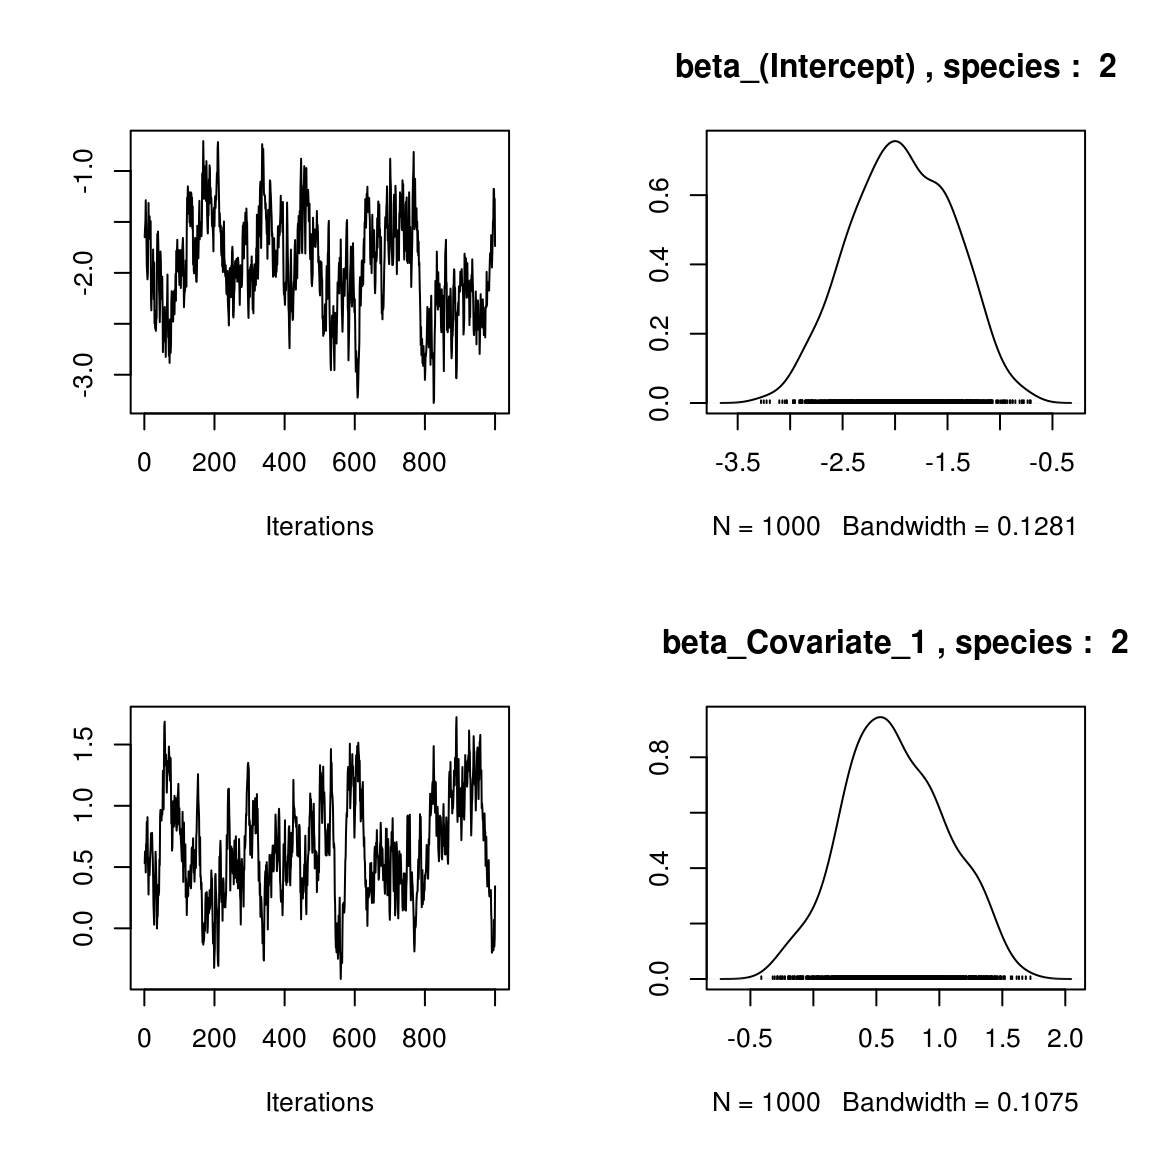 beta_(Intercept) , species :  2
-3.0 -2.0 -1.0
0 200 400 600 800
Iterations
0.0 0.2 0.4 0.6
-3.5 -2.5 -1.5 -0.5
N = 1000   Bandwidth = 0.1281
beta_Covariate_1 , species :  2
0.0 0.5 1.0 1.5
0 200 400 600 800
Iterations
0.0 0.4 0.8
-0.5 0.5 1.0 1.5 2.0
N = 1000   Bandwidth = 0.1075